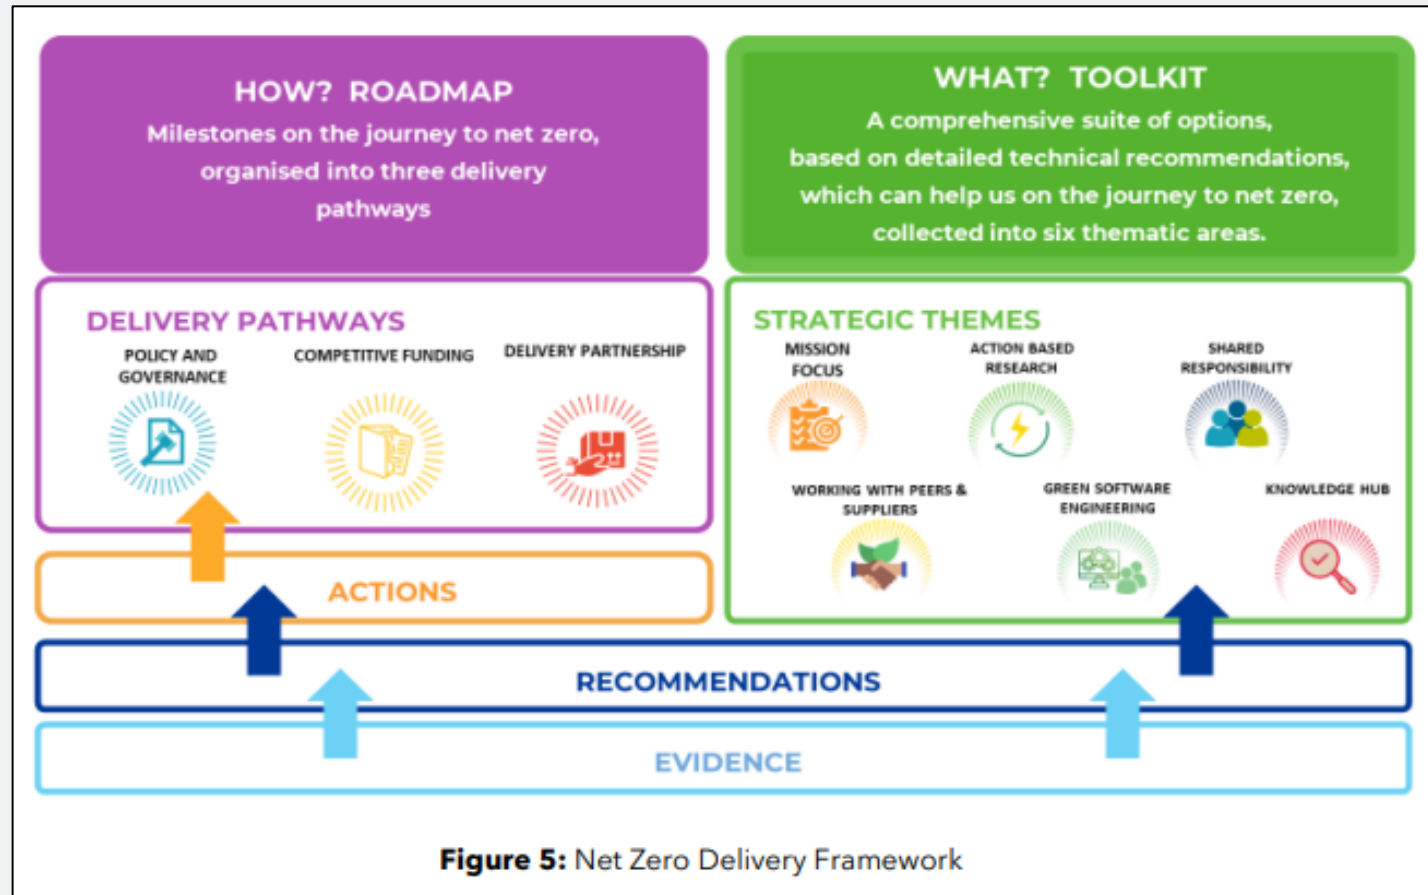 HOW? ROADMAP
Milestones on the journey to net zero,
organised into three delivery
pathways
WHAT? TOOLKIT
A comprehensive suite of options,
based on detailed technical recommendations,
which can help us on the journey to net zero,
collected into six thematic areas.
DELIVERY PATHWAYS
POLICY AND
GOVERNANCE
COMPETITIVE FUNDING
DELIVERY PARTNERSHIP
STRATEGIC THEMES
MISSION
FOCUS
ACTION BASED
RESEARCH
SHARED
RESPONSIBILITY
WORKING WITH PEERS &
SUPPLIERS
GREEN SOFTWARE
ENGINEERING
KNOWLEDGE HUB
ACTIONS
RECOMMENDATIONS
EVIDENCE
Figure 5: Net Zero Delivery Framework